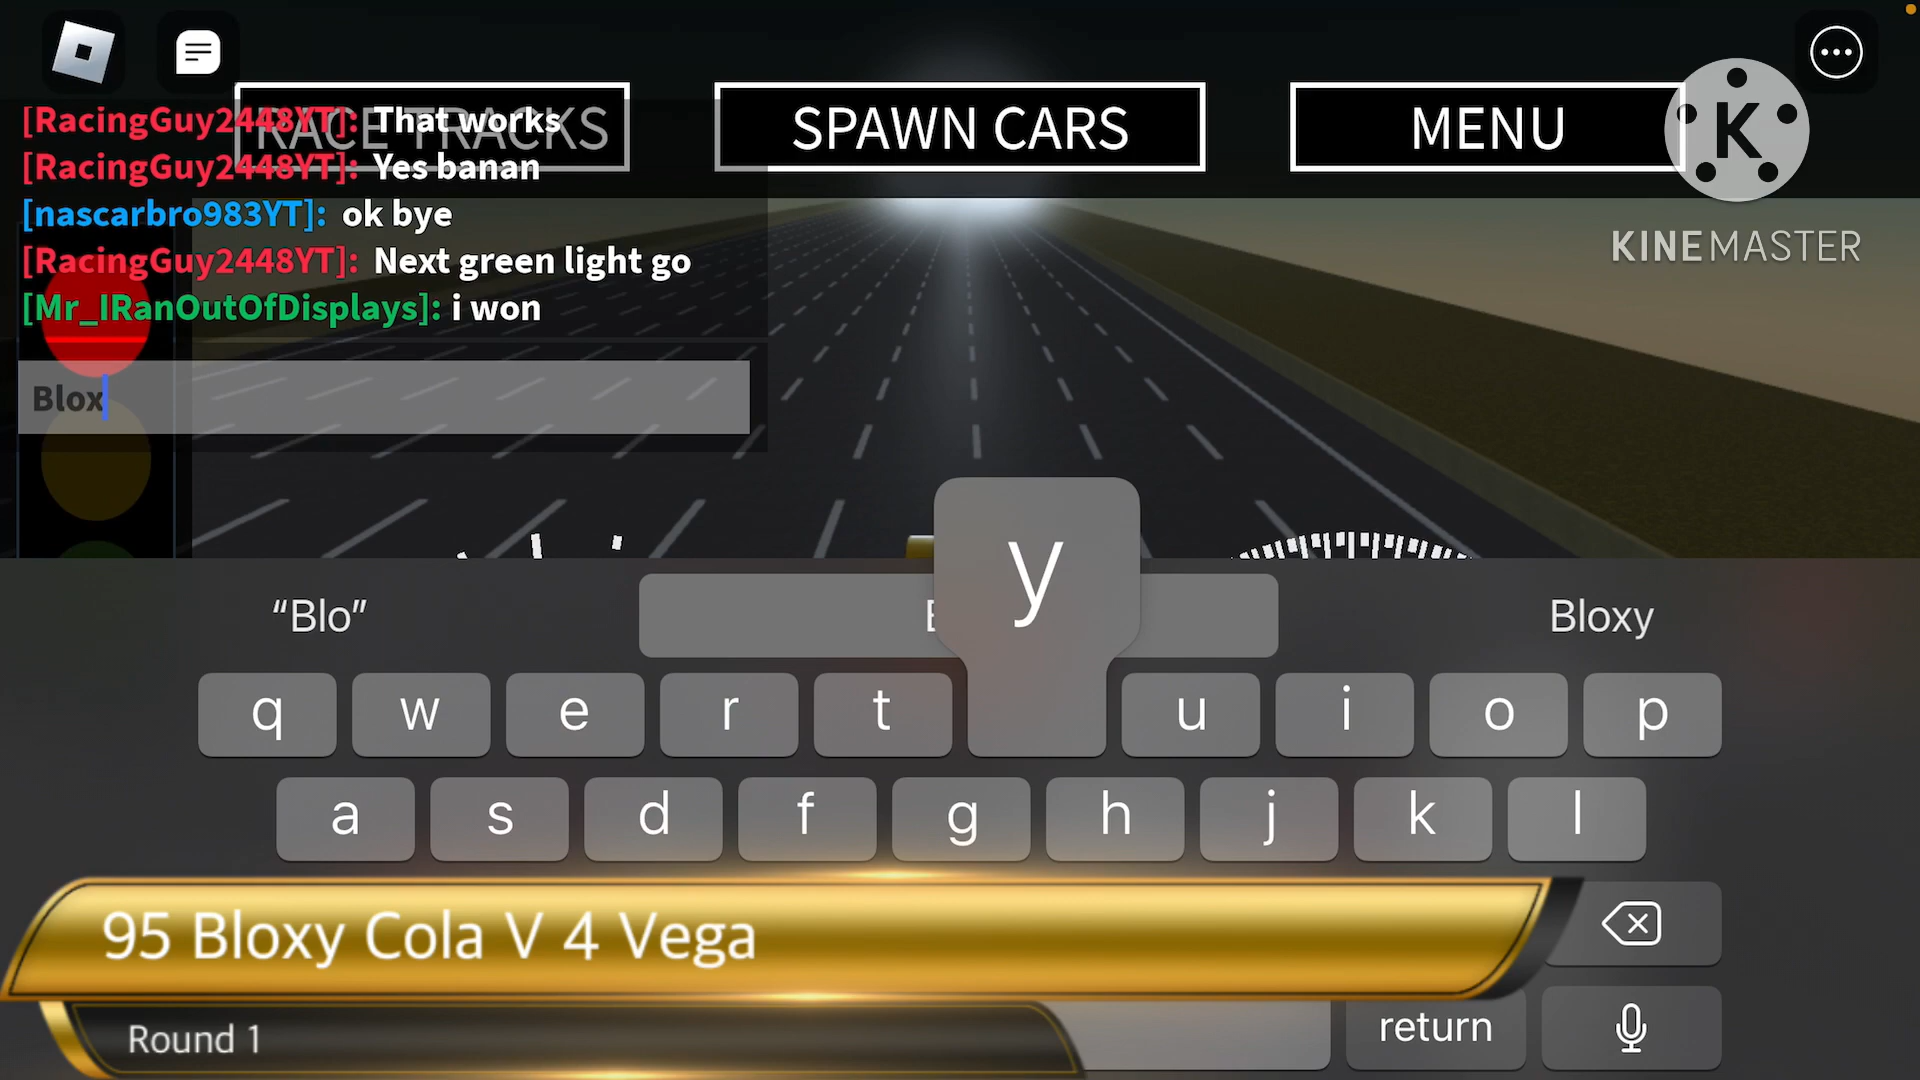 RACE TRACKS
SPAWN CARS
MENU
K
KINEMASTER
[RacingGuy2448YT]: That works
[RacingGuy2448YT]: Yes banan
[nascarbro983YT]: ok bye
[RacingGuy2448YT]: Next green light go
[Mr_IRanOutOfDisplays]: i won
Blox
“Blo”
Bloxy
q w e r t y u i o p
a s d f g h j k l
95 Bloxy Cola V 4 Vega
Round 1
return